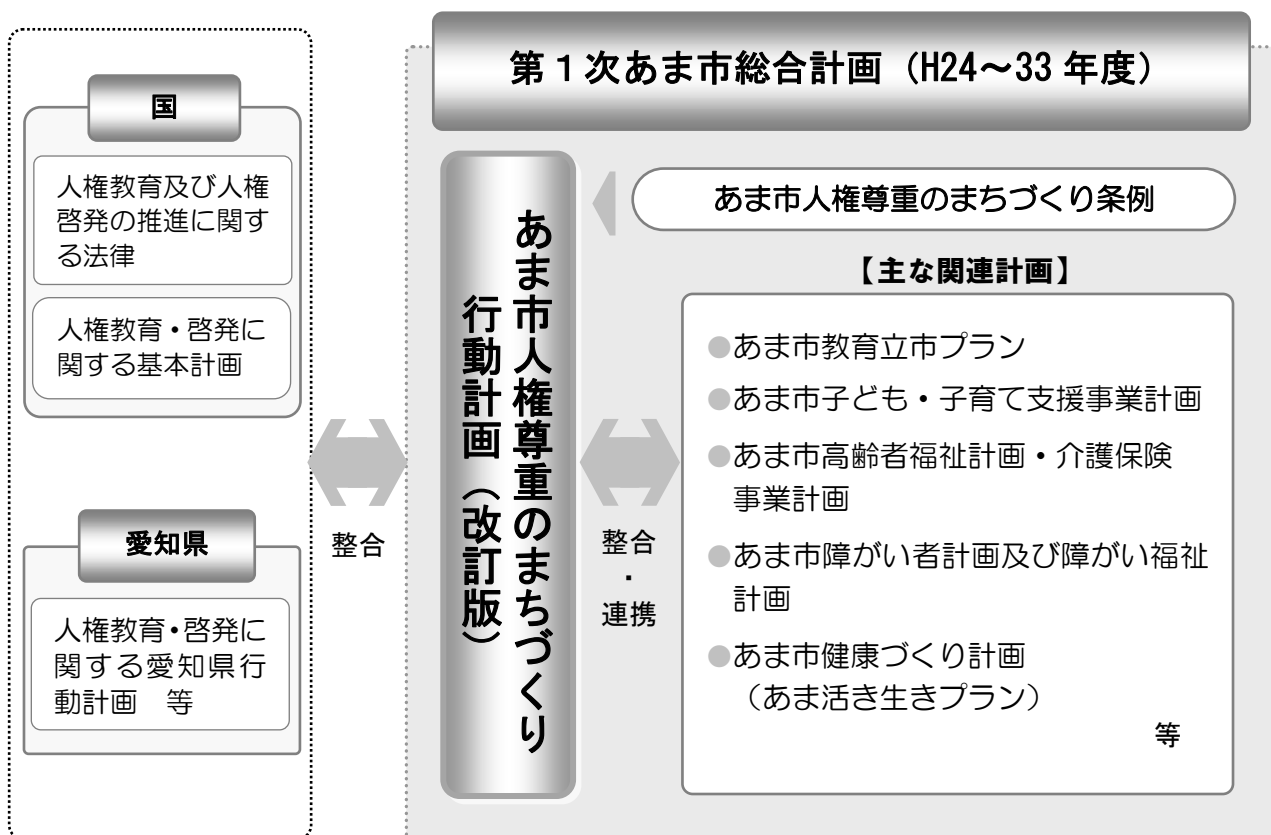 第1次あま市総合計画（H24～33年度）
国
人権教育及び人権
啓発の推進に関す
る法律
人権教育・啓発に
関する基本計画
愛知県
人権教育・啓発に
関する愛知県行
動計画　等
整合
あま市人権尊重のまちづくり
行動計画（改訂版）
整合
・
連携
あま市人権尊重のまちづくり条例
【主な関連計画】
●あま市教育立市プラン
●あま市子ども・子育て支援事業計画
●あま市高齢者福祉計画・介護保険
事業計画
●あま市障がい者計画及び障がい福祉
計画
●あま市健康づくり計画
（あま活き生きプラン）
等